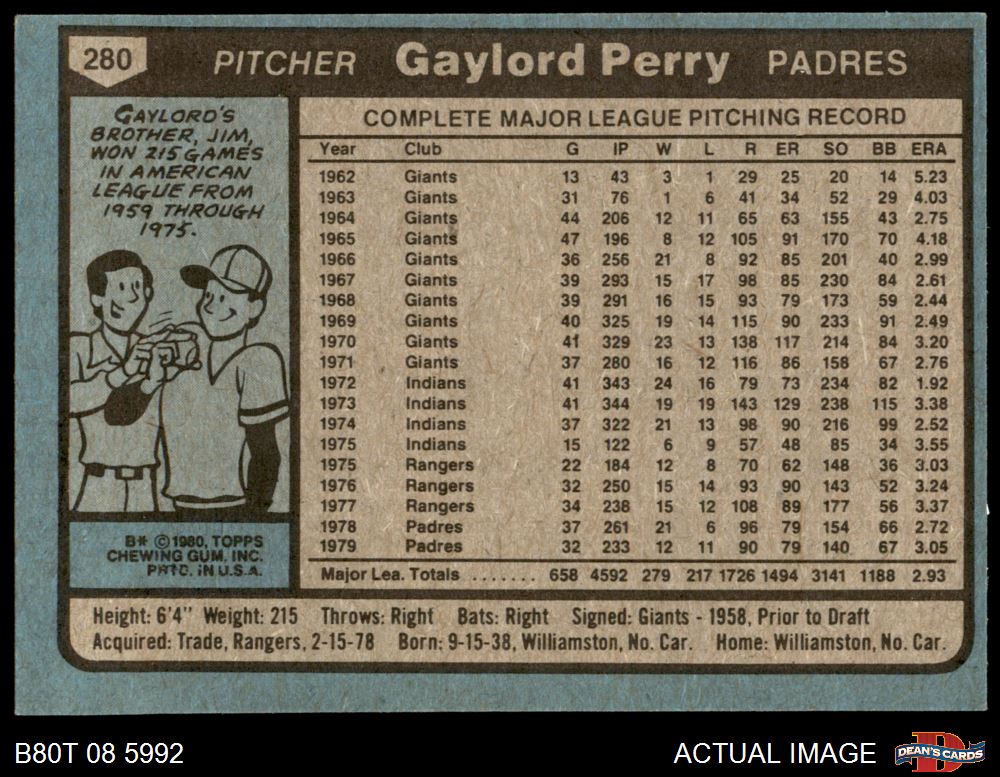 280 PITCHER Gaylord Perry PADRES
GAYLORD'S
BROTHER, JIM,
WON 215 GAMES
IN AMERICAN
LEAGUE FROM
1959 THROUGH
1975.
B* ©1980, TOPPS
CHEWING GUM, INC.
PRTD. IN U.S.A.
COMPLETE MAJOR LEAGUE PITCHING RECORD
Year Club G IP W L R ER SO BB ERA
1962 Giants 13 43 3 1 29 25 20 14 5.23
1963 Giants 31 76 1 6 41 34 52 29 4.03
1964 Giants 44 206 12 11 65 63 155 43 2.75
1965 Giants 47 196 8 12 105 91 170 70 4.18
1966 Giants 36 256 21 8 92 85 201 40 2.99
1967 Giants 39 293 15 17 98 85 230 84 2.61
1968 Giants 39 291 16 15 93 79 173 59 2.44
1969 Giants 40 325 19 14 115 90 233 91 2.49
1970 Giants 41 329 23 13 138 117 214 84 3.20
1971 Giants 37 280 16 12 116 86 158 67 2.76
1972 Indians 41 343 24 16 79 73 234 82 1.92
1973 Indians 41 344 19 19 143 129 238 115 3.38
1974 Indians 37 322 21 13 98 90 216 99 2.52
1975 Indians 15 122 6 9 57 48 85 34 3.55
1975 Rangers 22 184 12 8 70 62 148 36 3.03
1976 Rangers 32 250 15 14 93 90 143 52 3.24
1977 Rangers 34 238 15 12 108 89 177 56 3.37
1978 Padres 37 261 21 6 96 79 154 66 2.72
1979 Padres 32 233 12 11 90 79 140 67 3.05
Major Lea. Totals ....... 658 4592 279 217 1726 1494 3141 1188 2.93
Height: 6'4" Weight: 215 Throws: Right Bats: Right Signed: Giants - 1958, Prior to Draft
Acquired: Trade, Rangers, 2-15-78 Born: 9-15-38, Williamston, No. Car. Home: Williamston, No. Car.
B80T 08 5992 ACTUAL IMAGE D DEAN'S CARDS